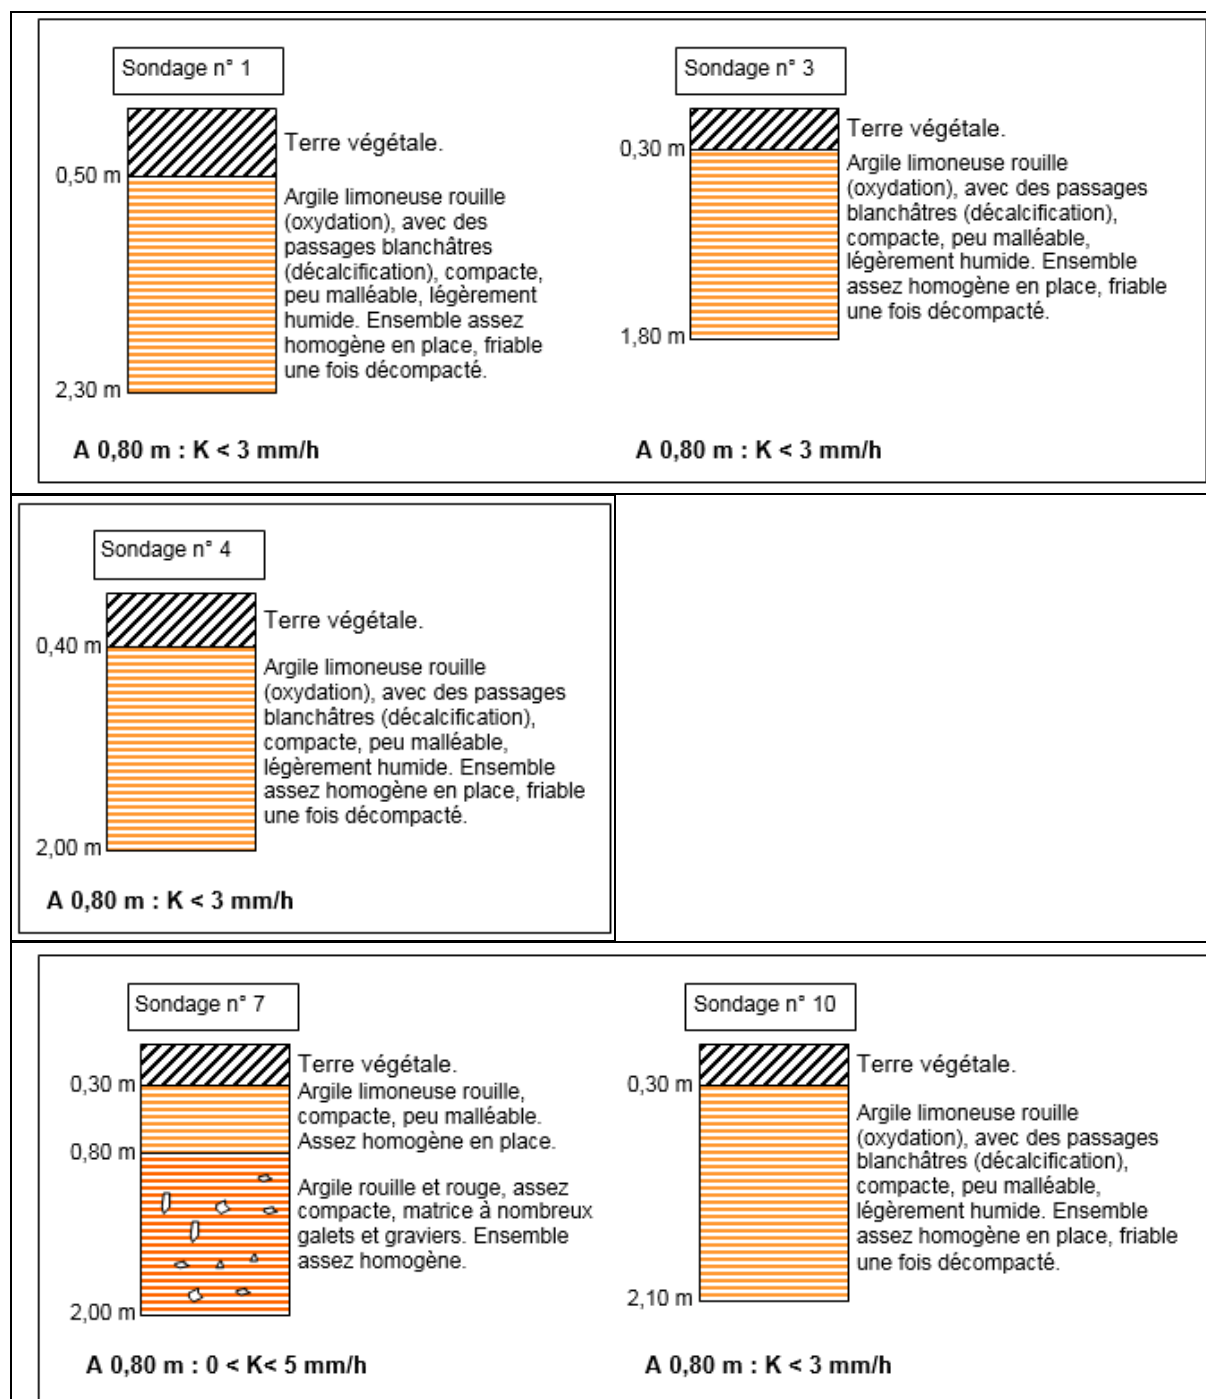 Sondage n° 1
Terre végétale.
0,50 m
Argile limoneuse rouille
(oxydation), avec des
passages blanchâtres
(décalcification), compacte,
peu malléable, légèrement
humide. Ensemble assez
homogène en place, friable
une fois décompacté.
2,30 m
A 0,80 m : K < 3 mm/h
Sondage n° 3
Terre végétale.
0,30 m
Argile limoneuse rouille
(oxydation), avec des passages
blanchâtres (décalcification),
compacte, peu malléable,
légèrement humide. Ensemble
assez homogène en place, friable
une fois décompacté.
1,80 m
A 0,80 m : K < 3 mm/h
Sondage n° 4
Terre végétale.
0,40 m
Argile limoneuse rouille
(oxydation), avec des passages
blanchâtres (décalcification),
compacte, peu malléable,
légèrement humide. Ensemble
assez homogène en place, friable
une fois décompacté.
2,00 m
A 0,80 m : K < 3 mm/h
Sondage n° 7
Terre végétale.
0,30 m
Argile limoneuse rouille,
compacte, peu malléable.
Assez homogène en place.
0,80 m
Argile rouille et rouge, assez
compacte, matrice à nombreux
galets et graviers. Ensemble
assez homogène.
2,00 m
A 0,80 m : 0 < K< 5 mm/h
Sondage n° 10
Terre végétale.
0,30 m
Argile limoneuse rouille
(oxydation), avec des passages
blanchâtres (décalcification),
compacte, peu malléable,
légèrement humide. Ensemble
assez homogène en place, friable
une fois décompacté.
2,10 m
A 0,80 m : K < 3 mm/h